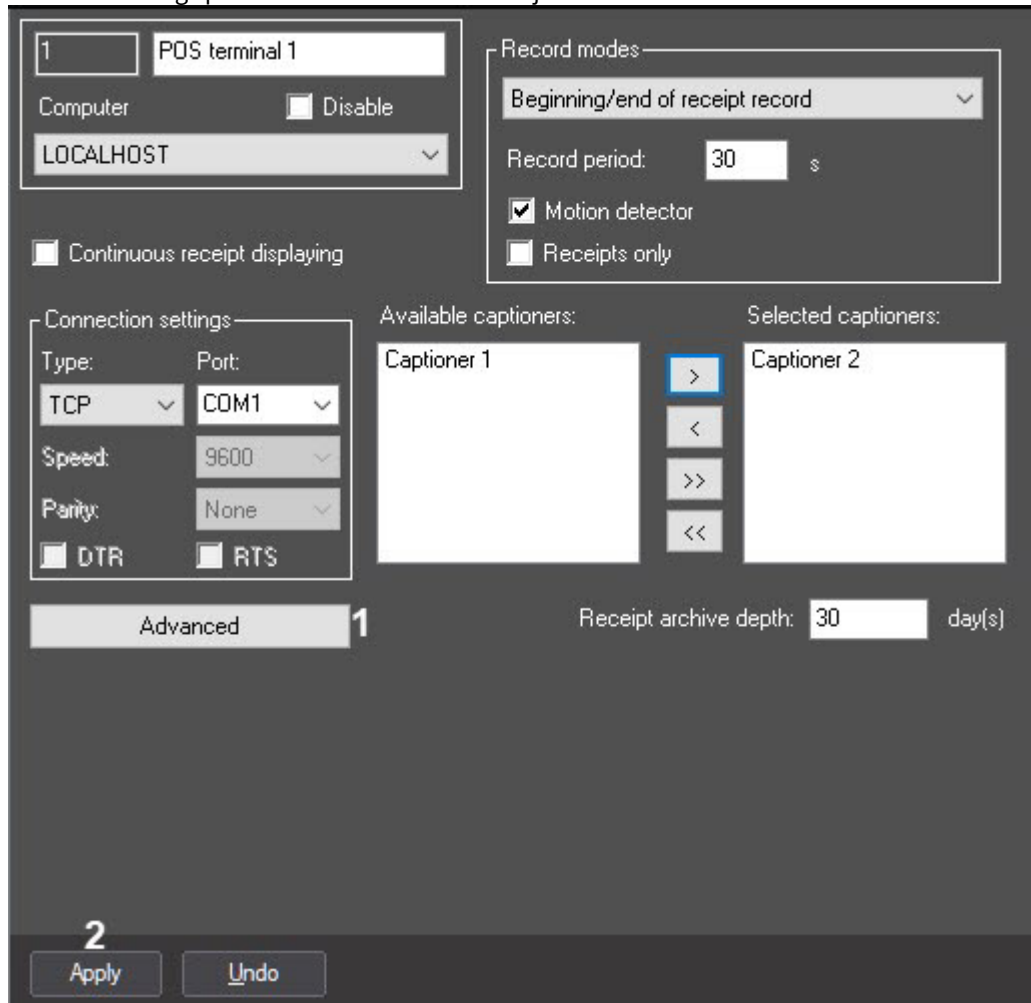 1 POS terminal 1
Computer Disable
LOCALHOST
Continuous receipt displaying
Record modes
Beginning/end of receipt record
Record period: 30 s
Motion detector
Receipts only
Connection settings
Type: Port:
TCP COM1
Speed: 9600
Parity: None
DTR RTS
Available captioners:
Captioner 1
>
<
>>
<<
Selected captioners:
Captioner 2
Advanced 1
Receipt archive depth: 30 day(s)
2
Apply Undo